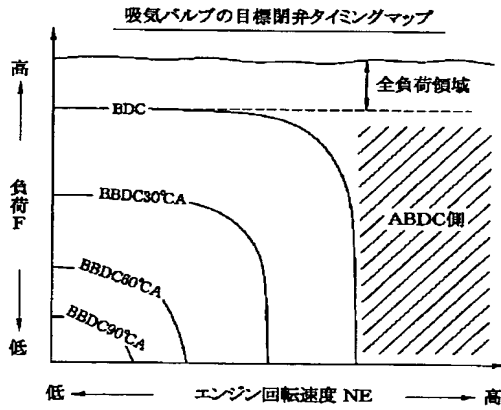 吸気バルブの目標閉弁タイミングマップ
高
全負荷領域
BDC
負荷F
BBDC30℃A
ABDC側
BBDC60℃A
BBDC90℃A
低
低
エンジン回転速度 NE
高